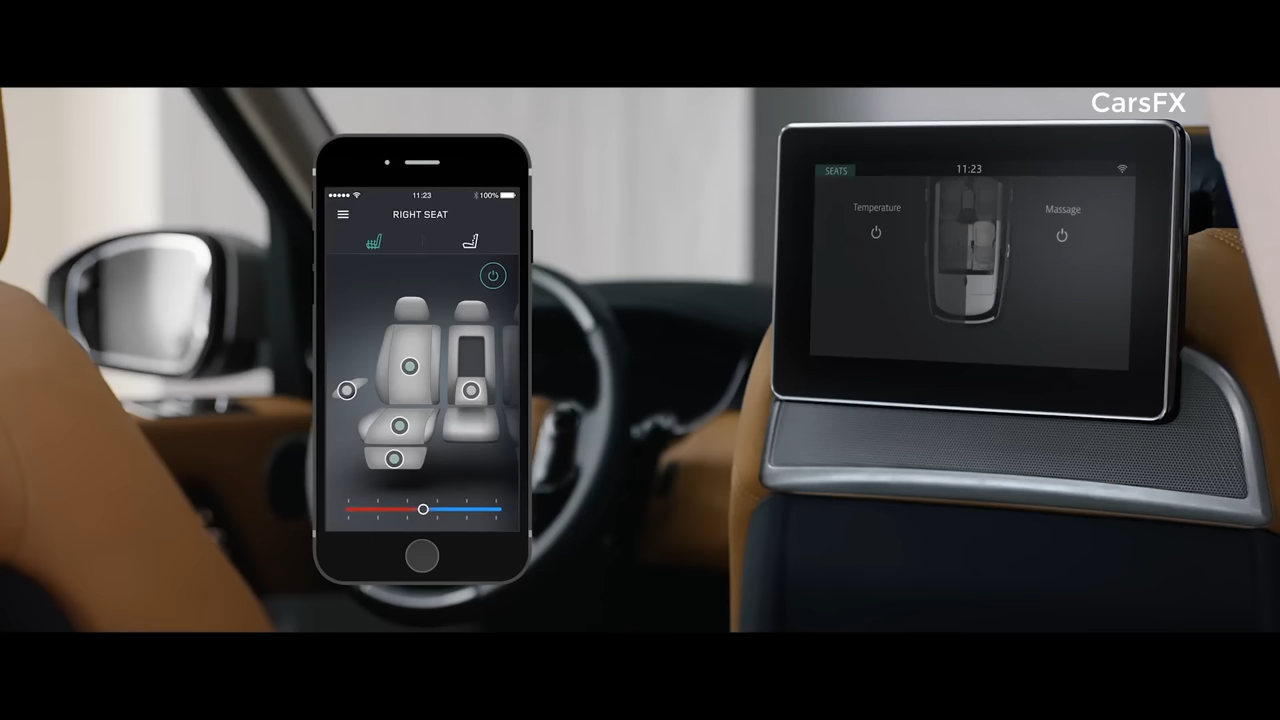 CarsFX
11:23
100%
RIGHT SEAT
SEATS
11:23
Temperature
Massage